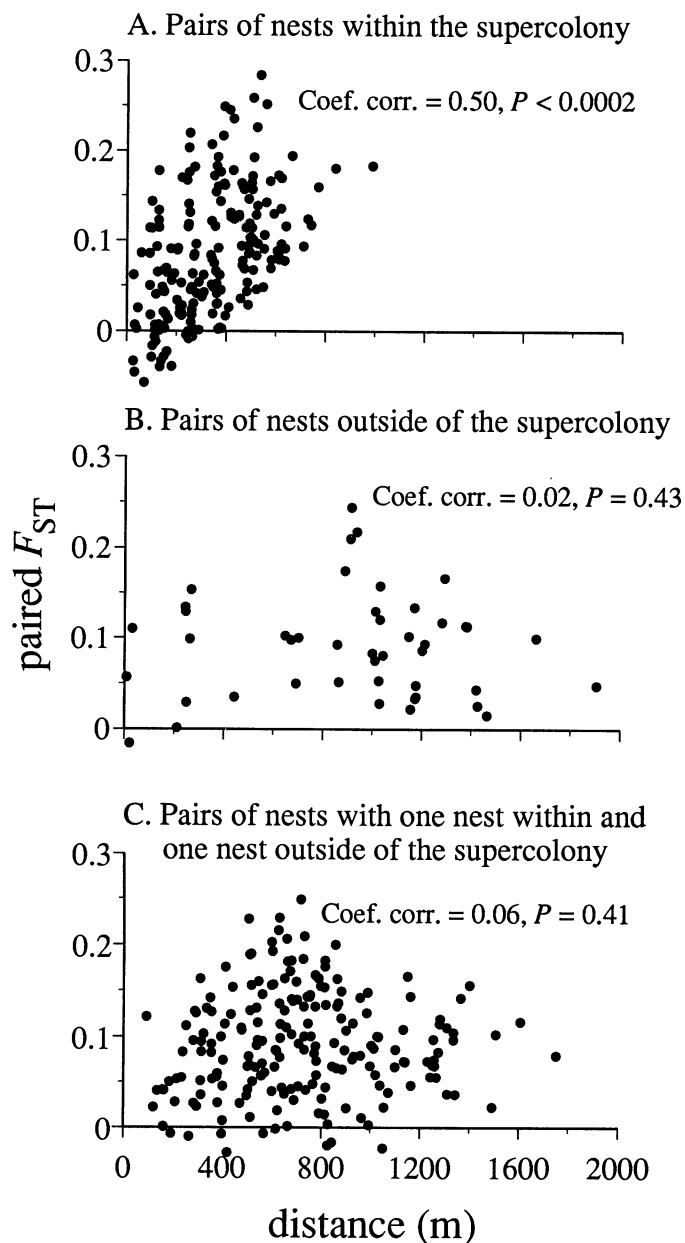 A. Pairs of nests within the supercolony
0.3
Coef. corr. = 0.50, P < 0.0002
0.2
0.1
0
B. Pairs of nests outside of the supercolony
0.3
Coef. corr. = 0.02, P = 0.43
0.2
0.1
0
paired FST
C. Pairs of nests with one nest within and
one nest outside of the supercolony
0.3
Coef. corr. = 0.06, P = 0.41
0.2
0.1
0
0 400 800 1200 1600 2000
distance (m)